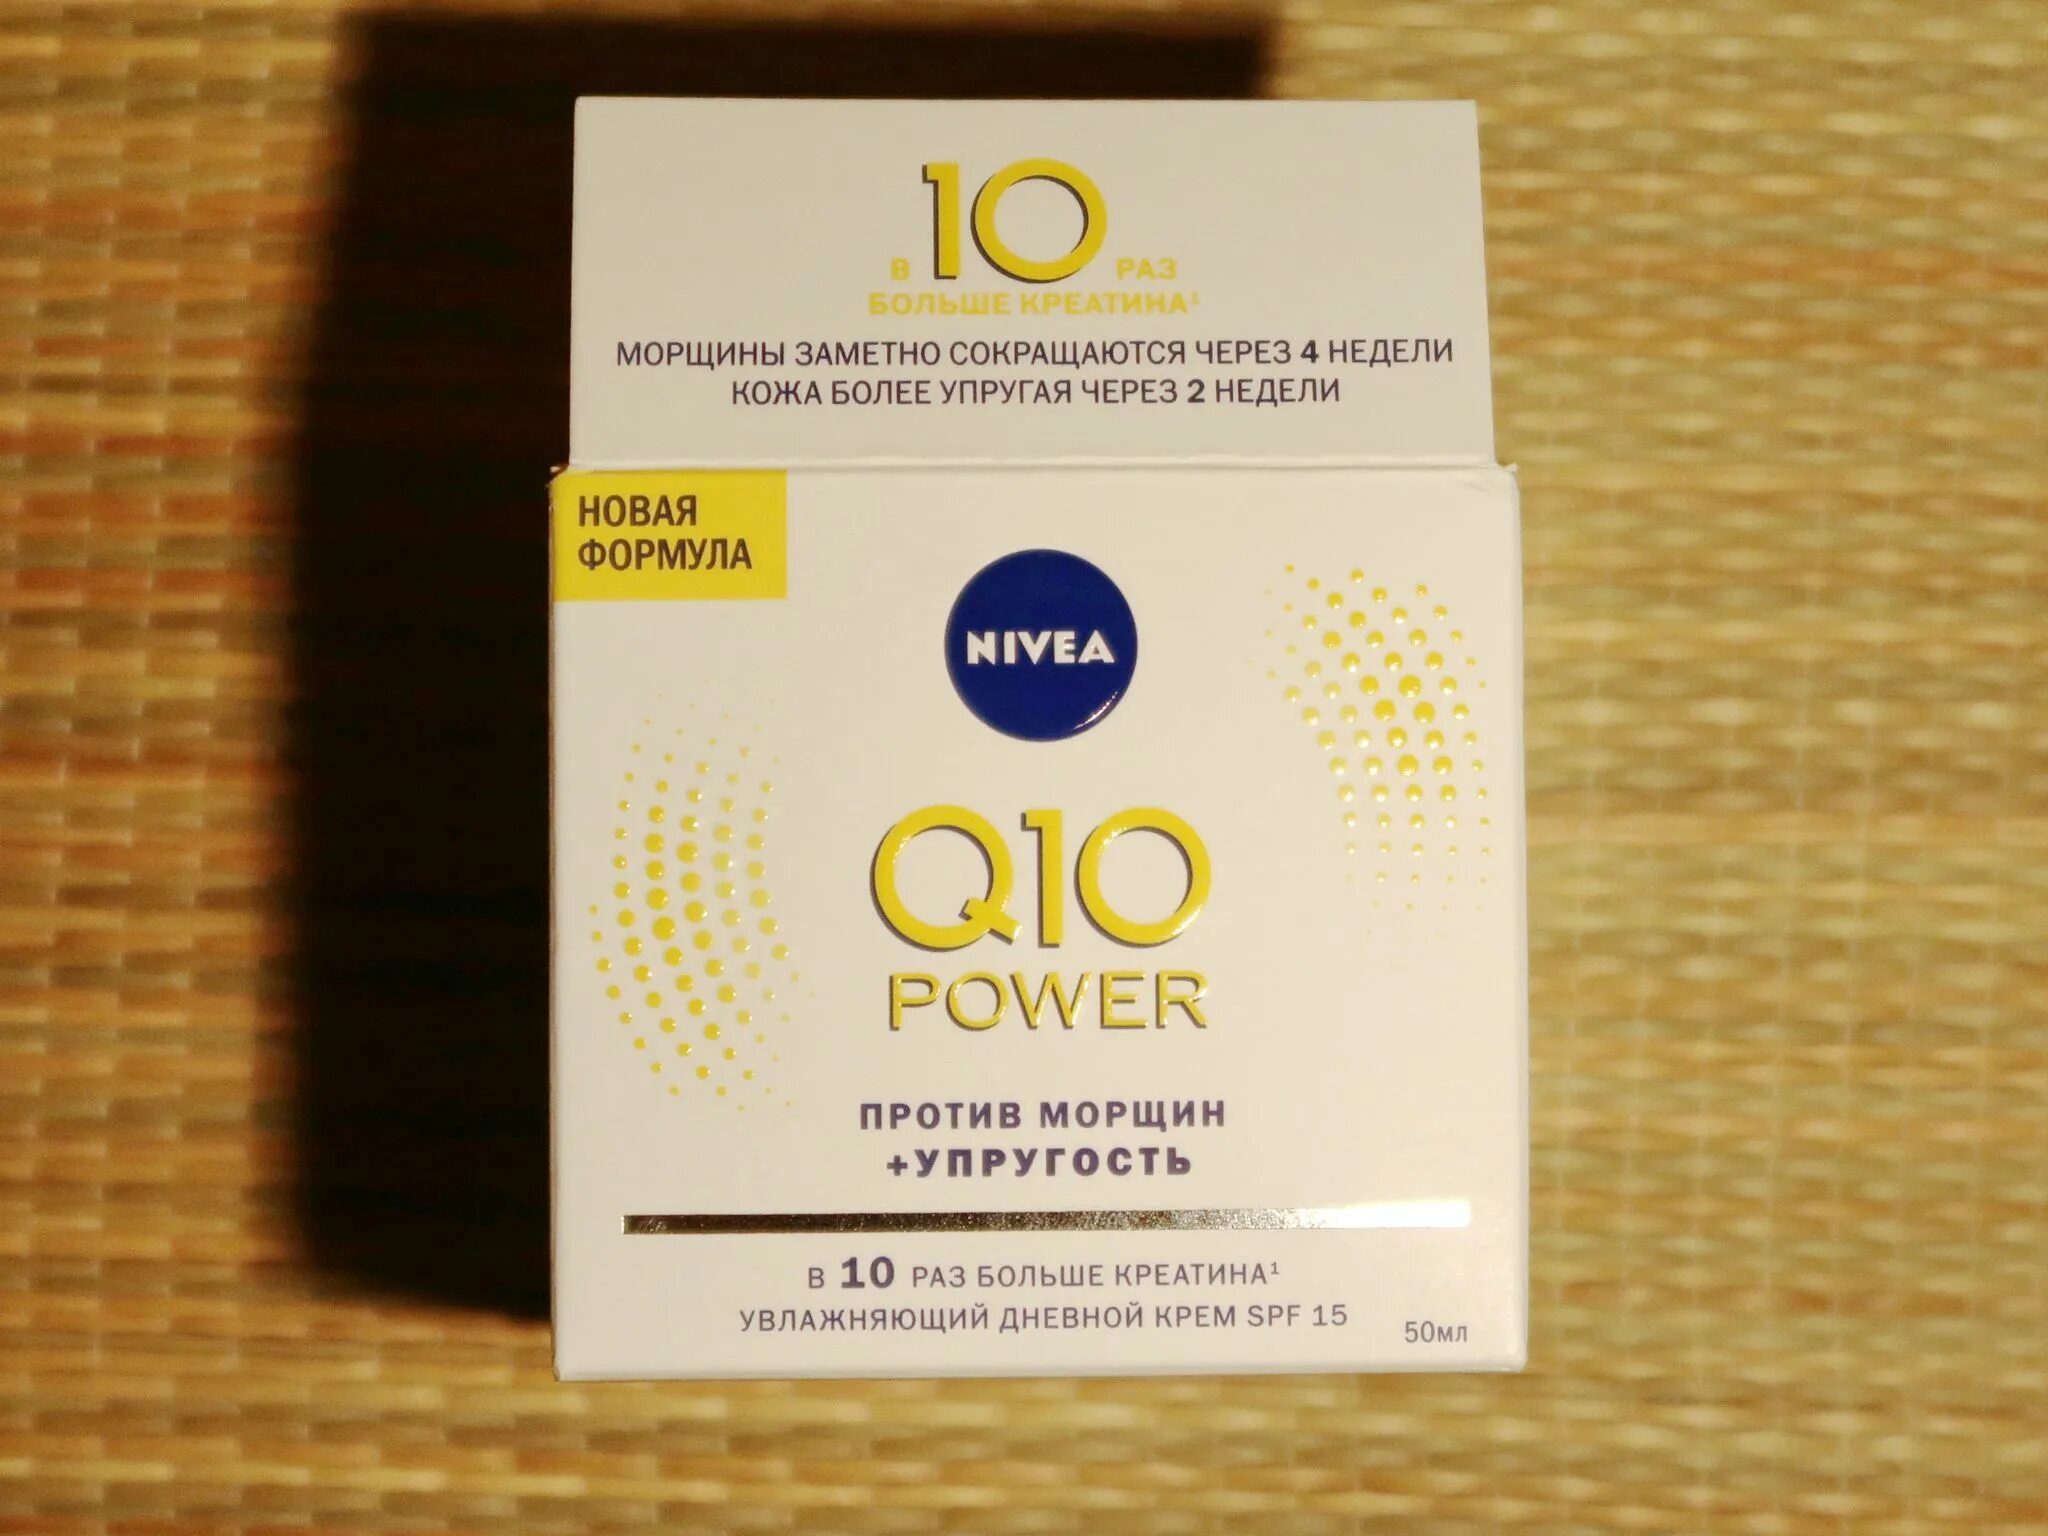 В 10 РАЗ
БОЛЬШЕ КРЕАТИНА¹
МОРЩИНЫ ЗАМЕТНО СОКРАЩАЮТСЯ ЧЕРЕЗ 4 НЕДЕЛИ
КОЖА БОЛЕЕ УПРУГАЯ ЧЕРЕЗ 2 НЕДЕЛИ
НОВАЯ
ФОРМУЛА
NIVEA
Q10
POWER
ПРОТИВ МОРЩИН
+УПРУГОСТЬ
В 10 РАЗ БОЛЬШЕ КРЕАТИНА¹
УВЛАЖНЯЮЩИЙ ДНЕВНОЙ КРЕМ SPF 15
50мл